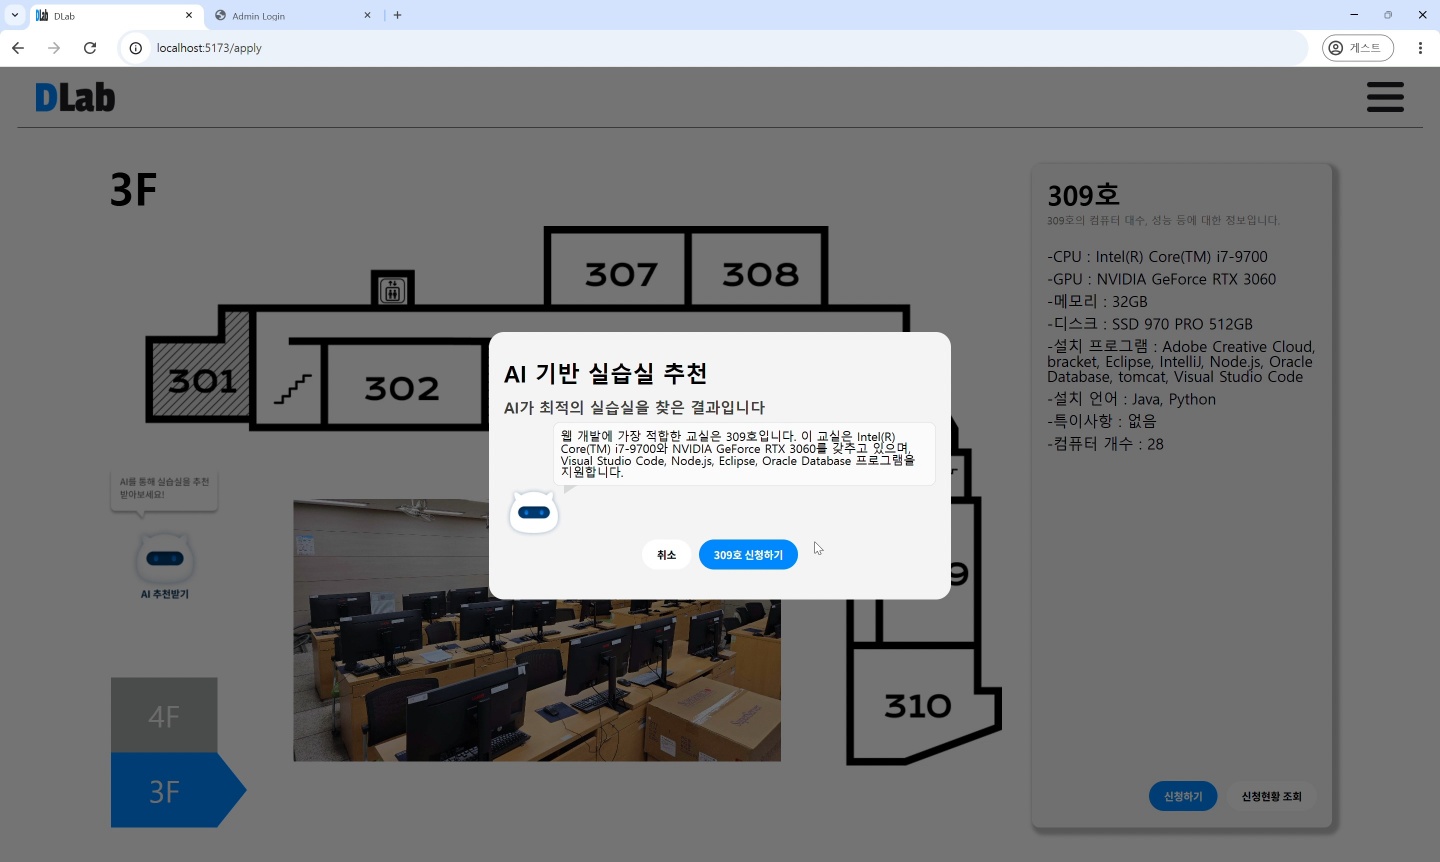 DLab
Admin Login
localhost:5173/apply
게스트
DLab
3F
307
308
301
302
9
310
AI를 통해 실습실을 추천
받아보세요!
AI 추천받기
4F
3F
AI 기반 실습실 추천
AI가 최적의 실습실을 찾은 결과입니다
웹 개발에 가장 적합한 교실은 309호입니다. 이 교실은 Intel(R)
Core(TM) i7-9700와 NVIDIA GeForce RTX 3060를 갖추고 있으며,
Visual Studio Code, Node.js, Eclipse, Oracle Database 프로그램을
지원합니다.
취소
309호 신청하기
309호
309호의 컴퓨터 대수, 성능 등에 대한 정보입니다.
-CPU : Intel(R) Core(TM) i7-9700
-GPU : NVIDIA GeForce RTX 3060
-메모리 : 32GB
-디스크 : SSD 970 PRO 512GB
-설치 프로그램 : Adobe Creative Cloud,
bracket, Eclipse, IntelliJ, Node.js, Oracle
Database, tomcat, Visual Studio Code
-설치 언어 : Java, Python
-특이사항 : 없음
-컴퓨터 개수 : 28
신청하기
신청현황 조회